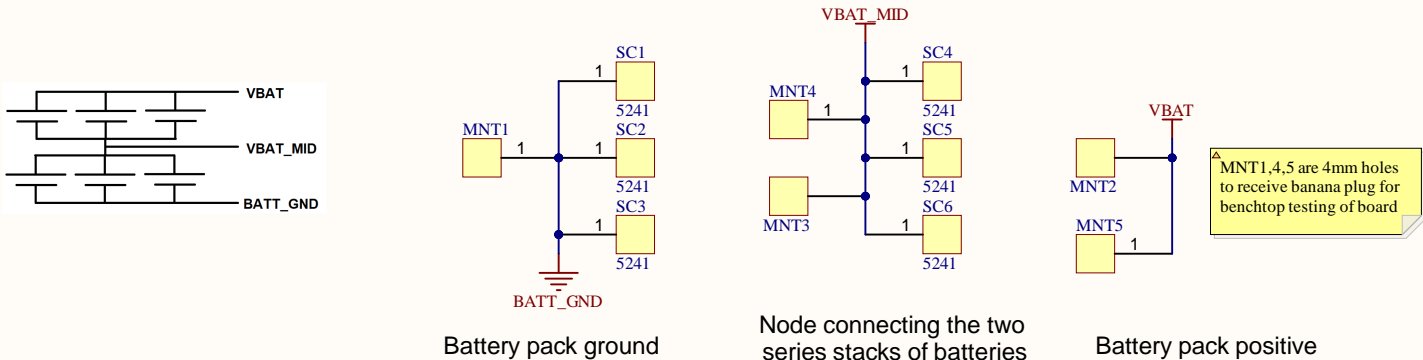 VBAT
VBAT_MID
BATT_GND
MNT1
1
1
SC1
5241
1
SC2
5241
1
SC3
5241
BATT_GND
Battery pack ground
VBAT_MID
MNT4
1
MNT3
1
SC4
5241
1
SC5
5241
1
SC6
5241
Node connecting the two
series stacks of batteries
VBAT
MNT2
MNT5
1
Battery pack positive
MNT1,4,5 are 4mm holes
to receive banana plug for
benchtop testing of board